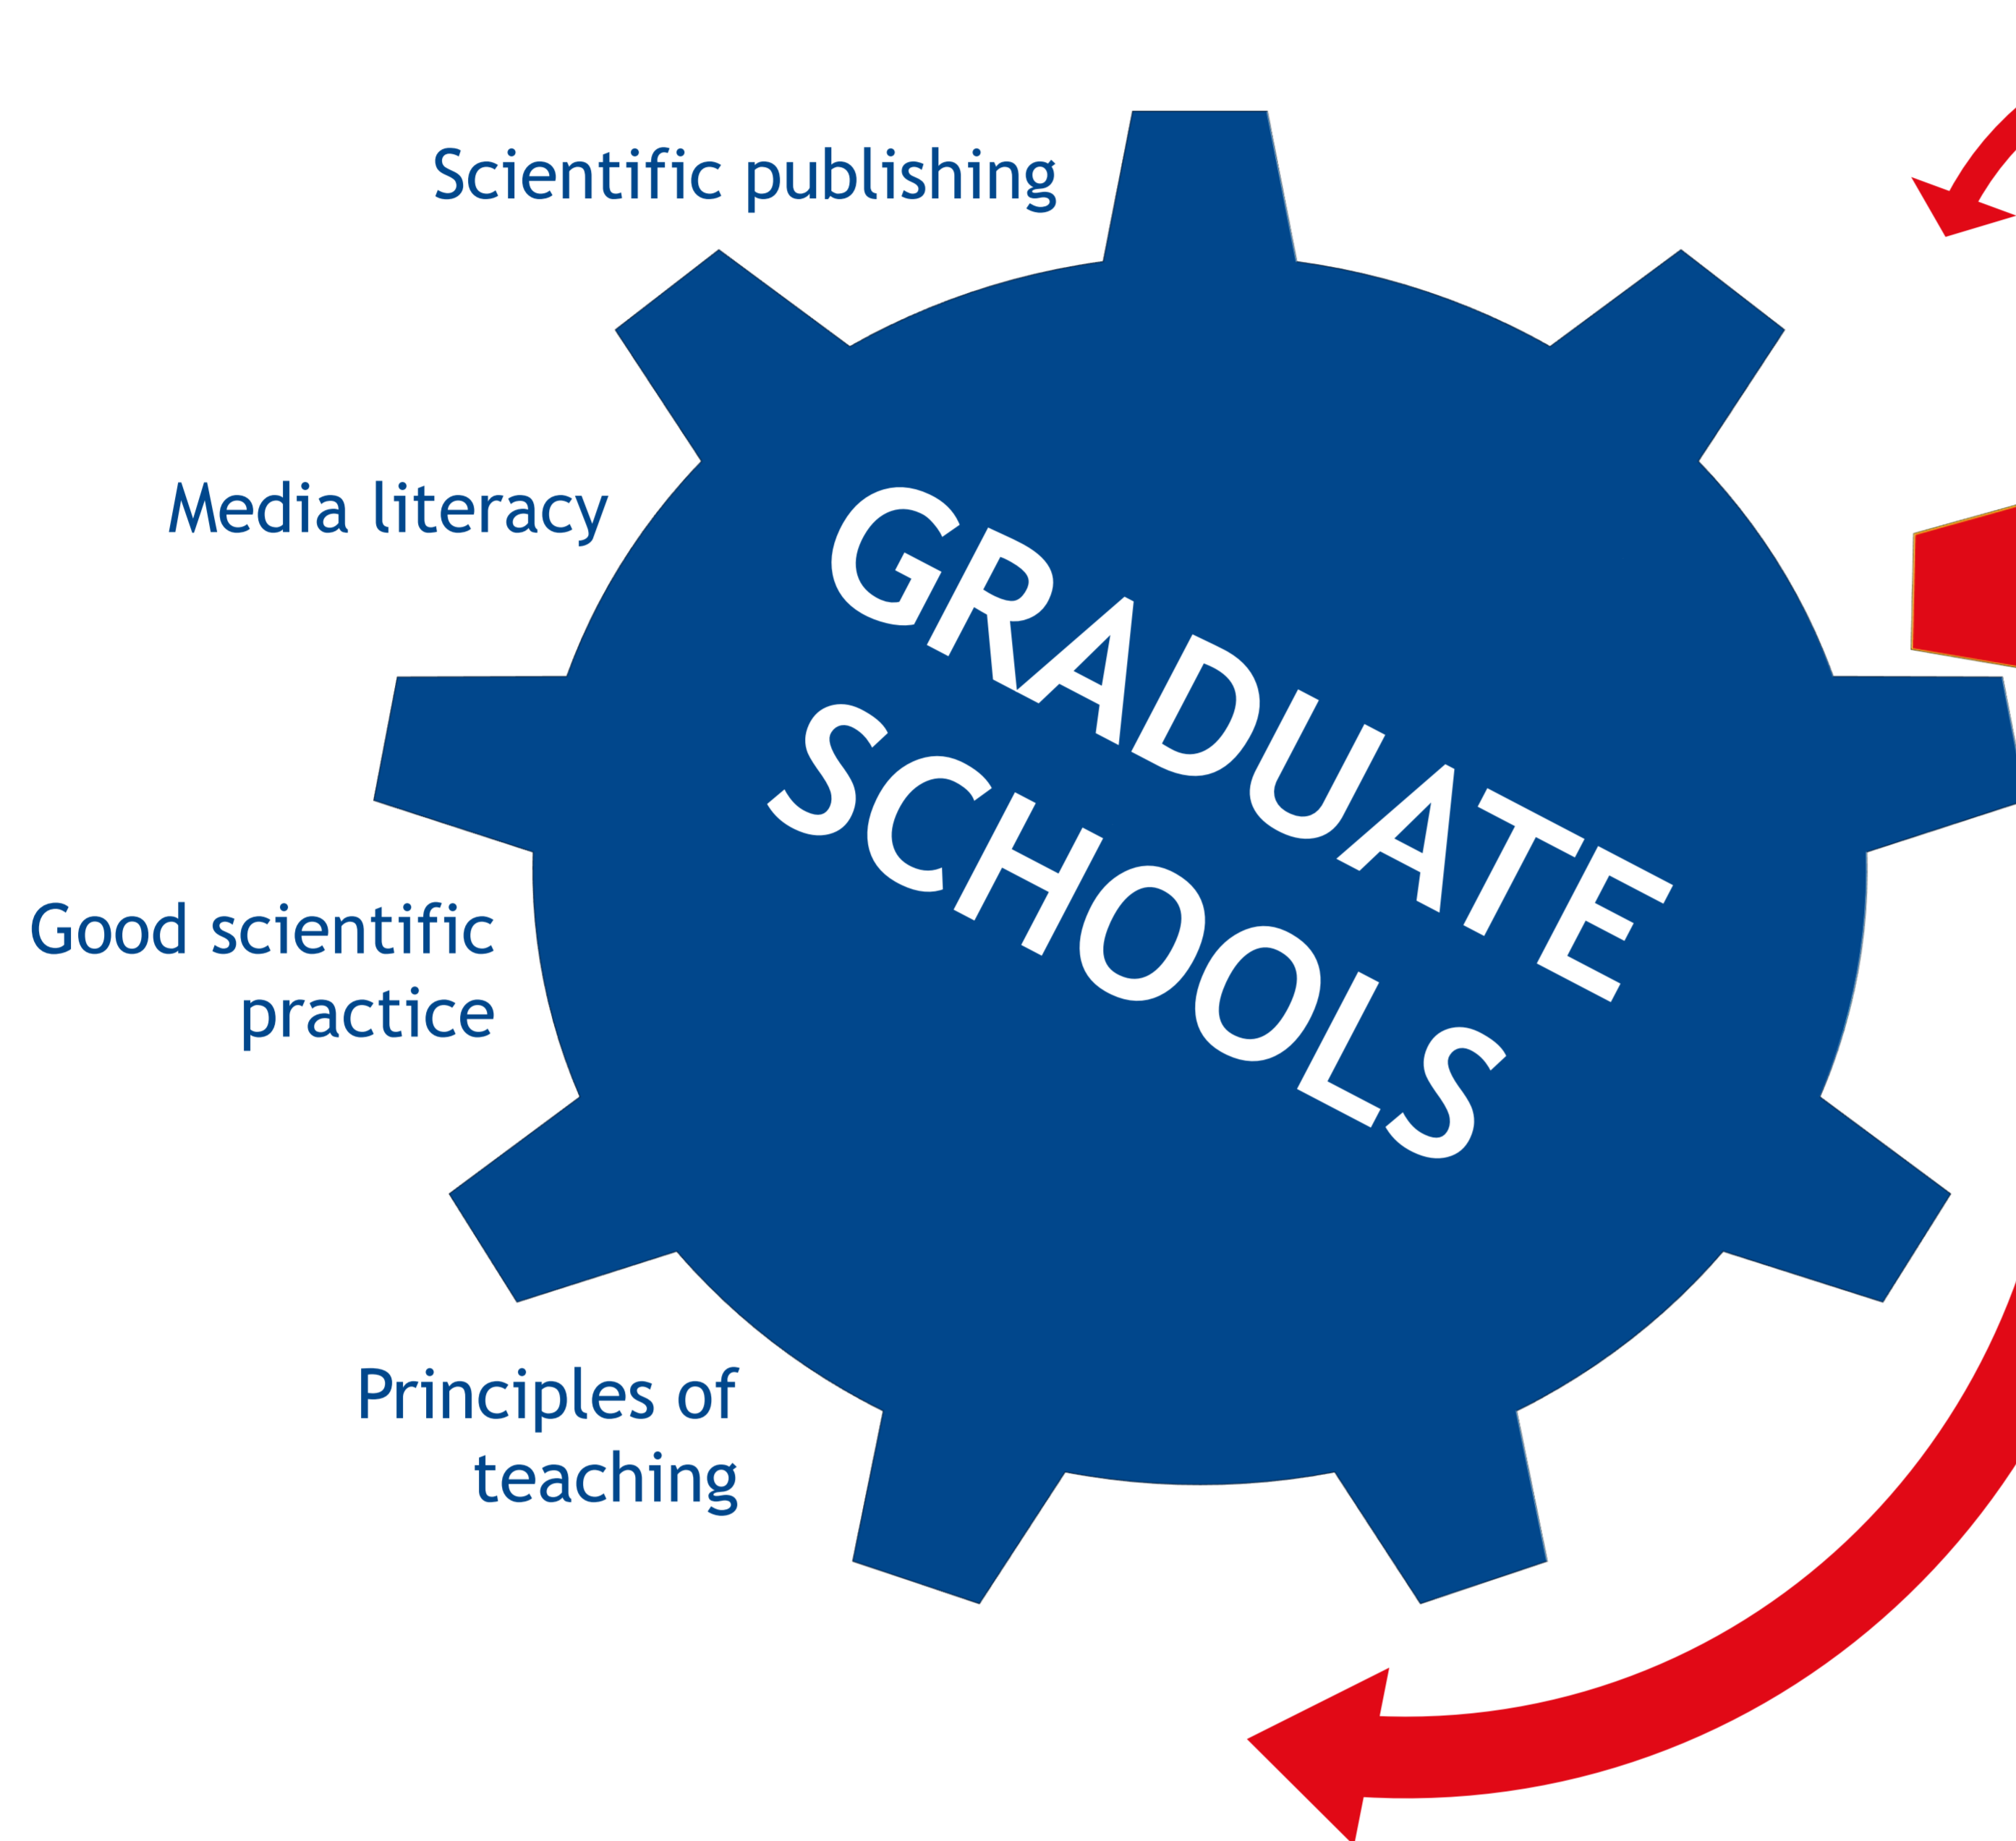 Scientific publishing
Media literacy
GRADUATE
SCHOOLS
Good scientific
practice
Principles of
teaching